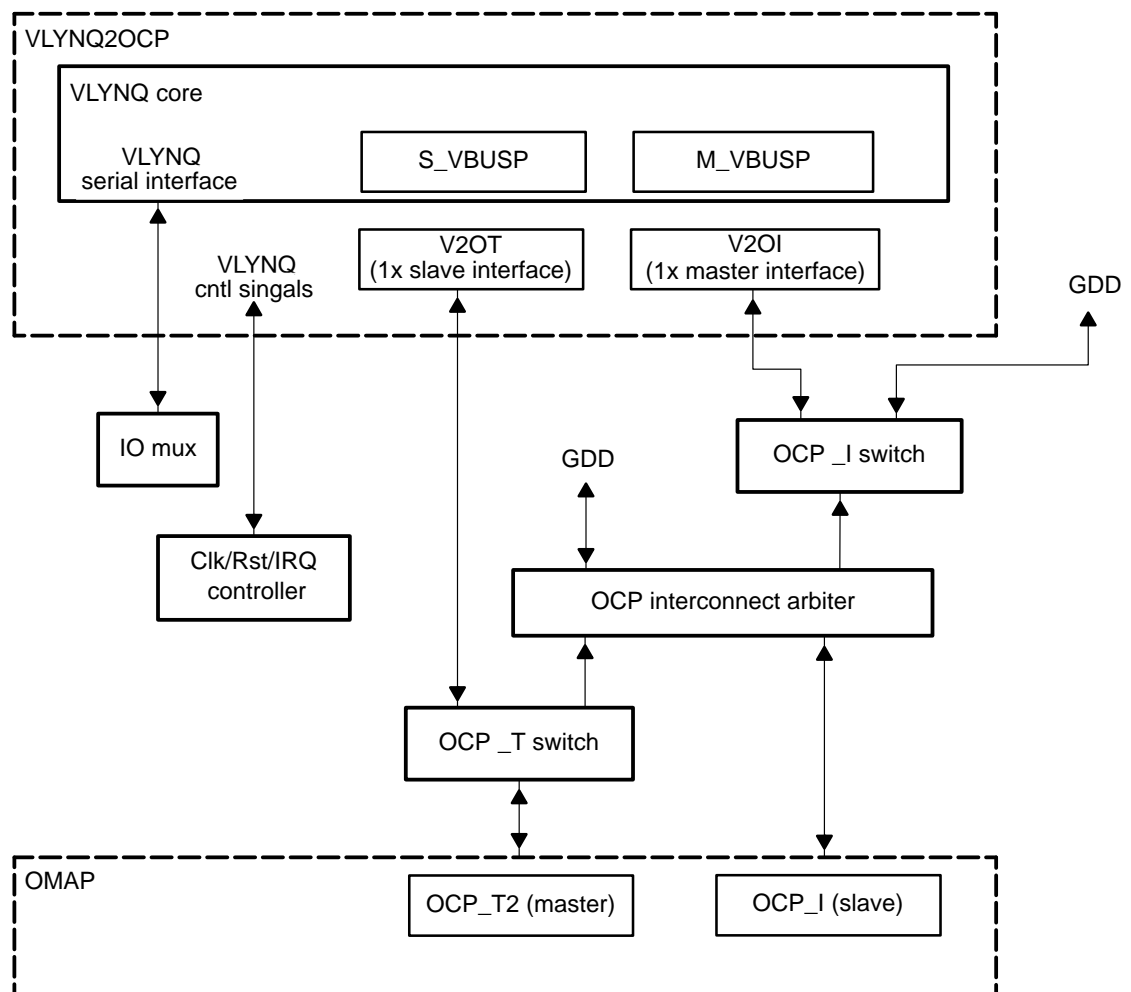 VLYNQ2OCP
VLYNQ core
VLYNQ
serial interface
S_VBUSP
M_VBUSP
V2OT
(1x slave interface)
V2OI
(1x master interface)
VLYNQ
cntl singals
GDD
IO mux
OCP _I switch
GDD
Clk/Rst/IRQ
controller
OCP interconnect arbiter
OCP _T switch
OMAP
OCP_T2 (master)
OCP_I (slave)